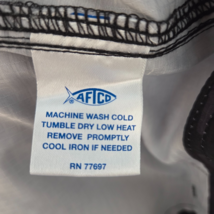 AFTCO
MACHINE WASH COLD
TUMBLE DRY LOW HEAT
REMOVE PROMPTLY
COOL IRON IF NEEDED
RN 77697